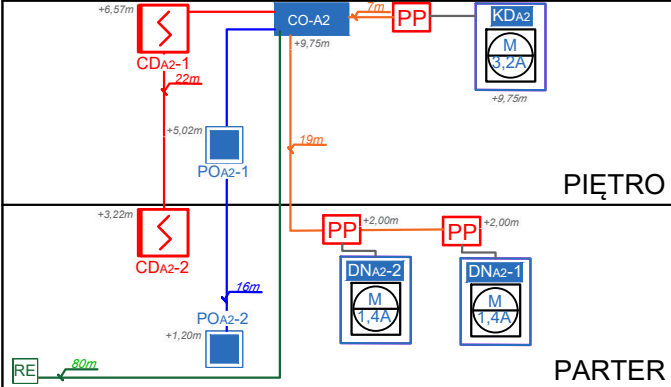 +6,57m
CDA2-1
22m
CO-A2
+9,75m
7m
PP
KDA2
M
3,2A
+9,75m
+5,02m
POA2-1
19m
PIĘTRO
+3,22m
CDA2-2
PP
+2,00m
PP
+2,00m
DNA2-2
M
1,4A
DNA2-1
M
1,4A
16m
POA2-2
+1,20m
RE
80m
PARTER